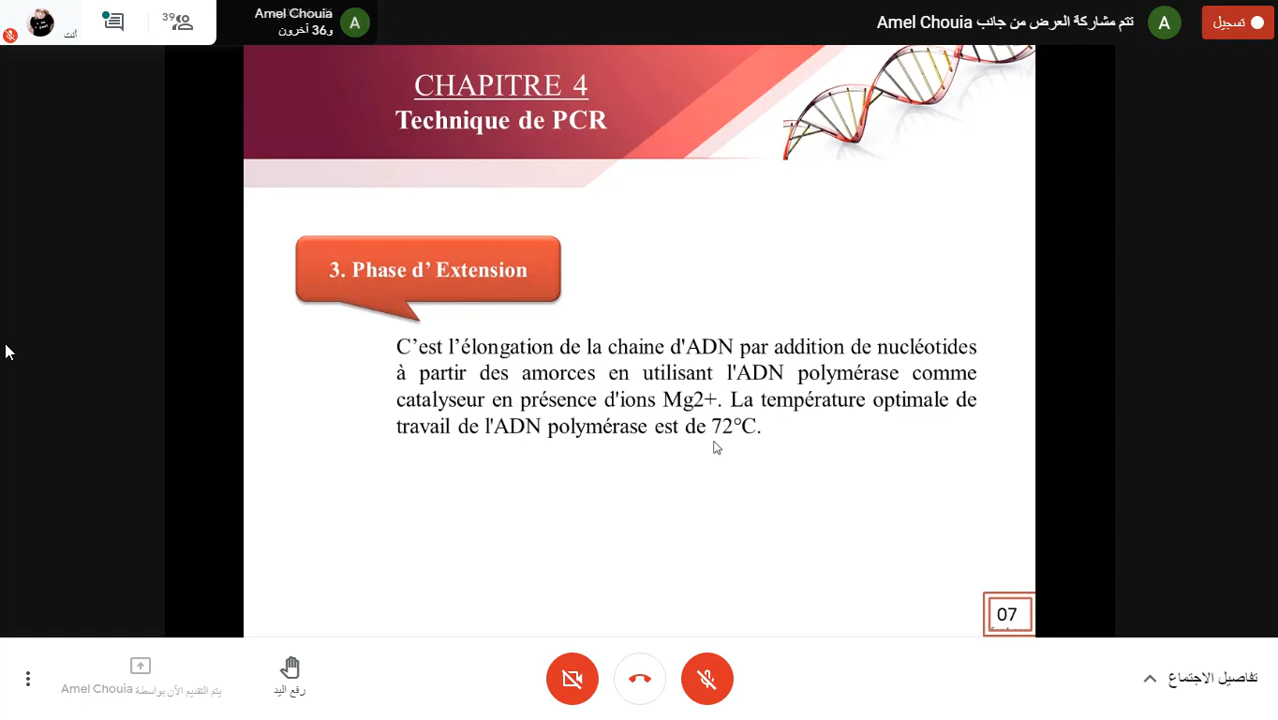 39
أنت
Amel Chouia
و36 آخرون
A
تتم مشاركة العرض من جانب Amel Chouia
A
تسجيل
CHAPITRE 4
Technique de PCR
3. Phase d’ Extension
C’est l’élongation de la chaine d'ADN par addition de nucléotides
à partir des amorces en utilisant l'ADN polymérase comme
catalyseur en présence d'ions Mg2+. La température optimale de
travail de l'ADN polymérase est de 72°C.
07
يتم التقديم الآن بواسطة Amel Chouia
رفع اليد
تفاصيل الاجتماع